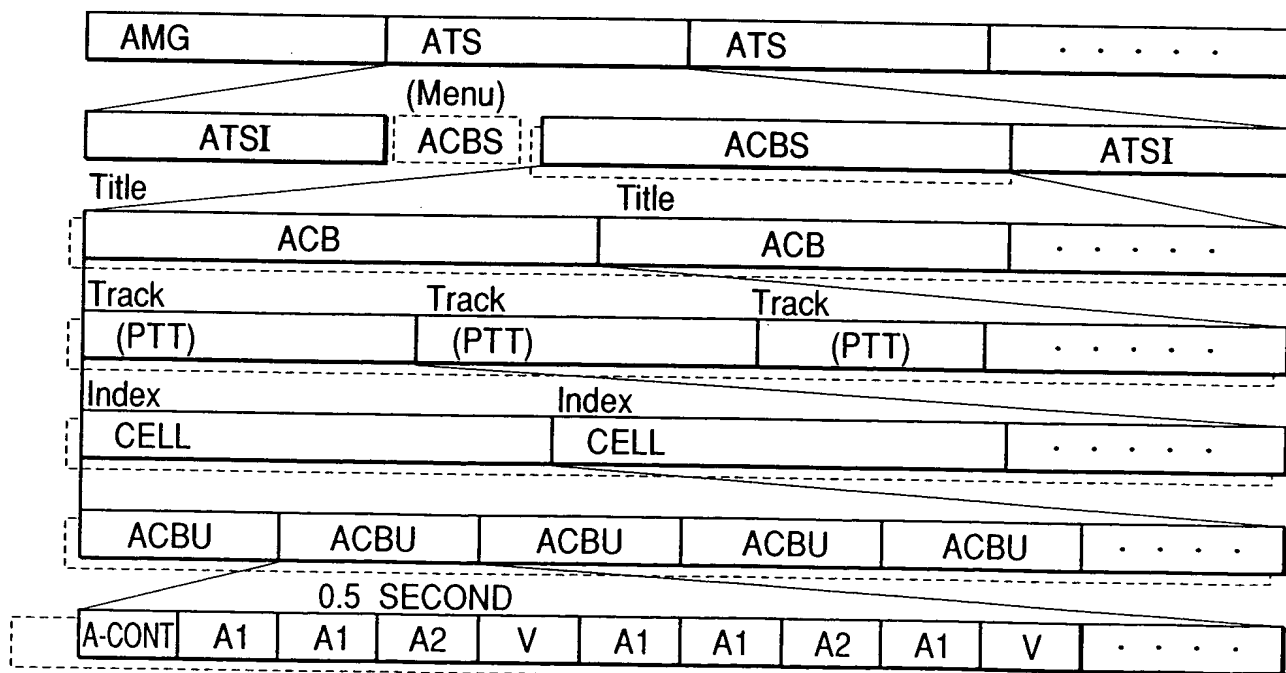 AMG ATS ATS . . . . .
(Menu)
ATSI ACBS ACBS ATSI
Title Title
ACB ACB . . . . .
Track Track Track
(PTT) (PTT) (PTT) . . . . .
Index Index
CELL CELL . . . . .
ACBU ACBU ACBU ACBU ACBU . . . .
0.5 SECOND
A-CONT A1 A1 A2 V A1 A1 A2 A1 V . . . .